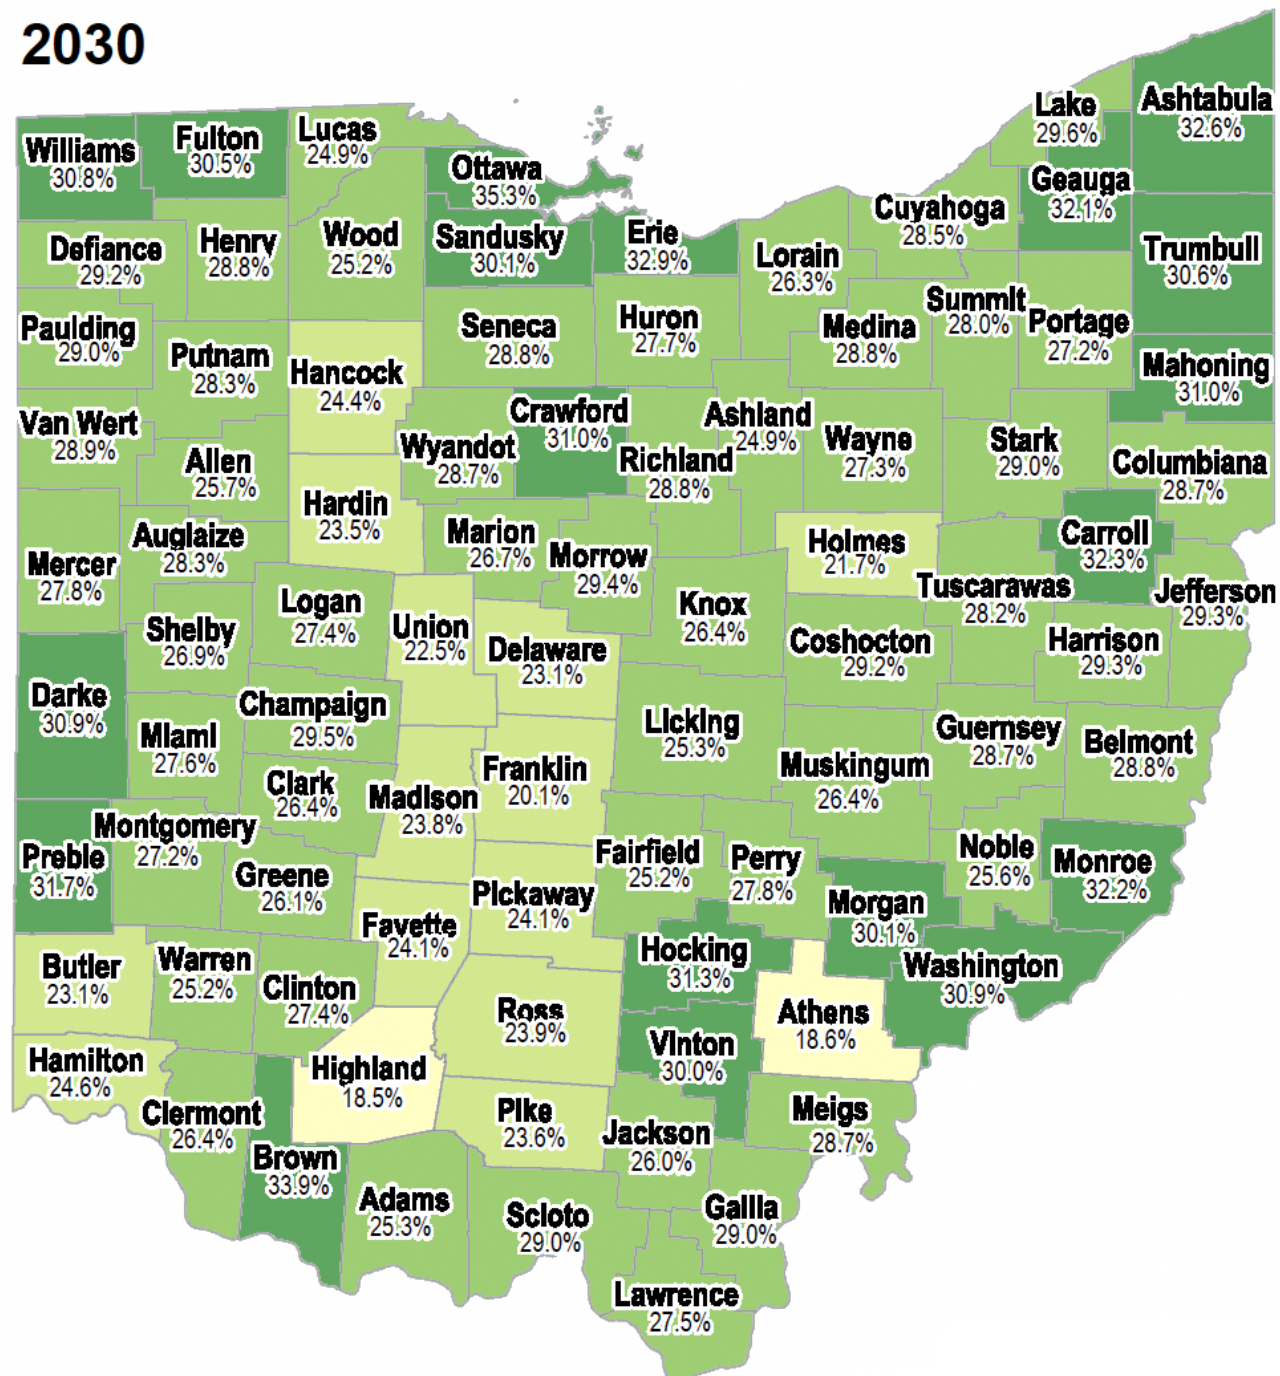 2030
Lake
29.6%
Ashtabula
32.6%
Williams
30.8%
Fulton
30.5%
Lucas
24.9%
Ottawa
35.3%
Geauga
32.1%
Cuyahoga
28.5%
Defiance
29.2%
Henry
28.8%
Wood
25.2%
Sandusky
30.1%
Erie
32.9%
Lorain
26.3%
Trumbull
30.6%
Paulding
29.0%
Putnam
28.3%
Hancock
24.4%
Seneca
28.8%
Huron
27.7%
Medina
28.8%
Summit
28.0%
Portage
27.2%
Mahoning
31.0%
Van Wert
28.9%
Allen
25.7%
Wyandot
28.7%
Crawford
31.0%
Richland
28.8%
Ashland
24.9%
Wayne
27.3%
Stark
29.0%
Columbiana
28.7%
Mercer
27.8%
Auglaize
28.3%
Hardin
23.5%
Marion
26.7%
Morrow
29.4%
Holmes
21.7%
Carroll
32.3%
Tuscarawas
28.2%
Jefferson
29.3%
Shelby
26.9%
Logan
27.4%
Union
22.5%
Delaware
23.1%
Knox
26.4%
Coshocton
29.2%
Harrison
29.3%
Darke
30.9%
Miami
27.6%
Champaign
29.5%
Clark
26.4%
Madison
23.8%
Franklin
20.1%
Licking
25.3%
Muskingum
26.4%
Guernsey
28.7%
Belmont
28.8%
Preble
31.7%
Montgomery
27.2%
Greene
26.1%
Fayette
24.1%
Pickaway
24.1%
Fairfield
25.2%
Perry
27.8%
Morgan
30.1%
Noble
25.6%
Monroe
32.2%
Butler
23.1%
Warren
25.2%
Clinton
27.4%
Ross
23.9%
Hocking
31.3%
Athens
18.6%
Washington
30.9%
Hamilton
24.6%
Clermont
26.4%
Highland
18.5%
Pike
23.6%
Vinton
30.0%
Jackson
26.0%
Meigs
28.7%
Brown
33.9%
Adams
25.3%
Scioto
29.0%
Gallia
29.0%
Lawrence
27.5%